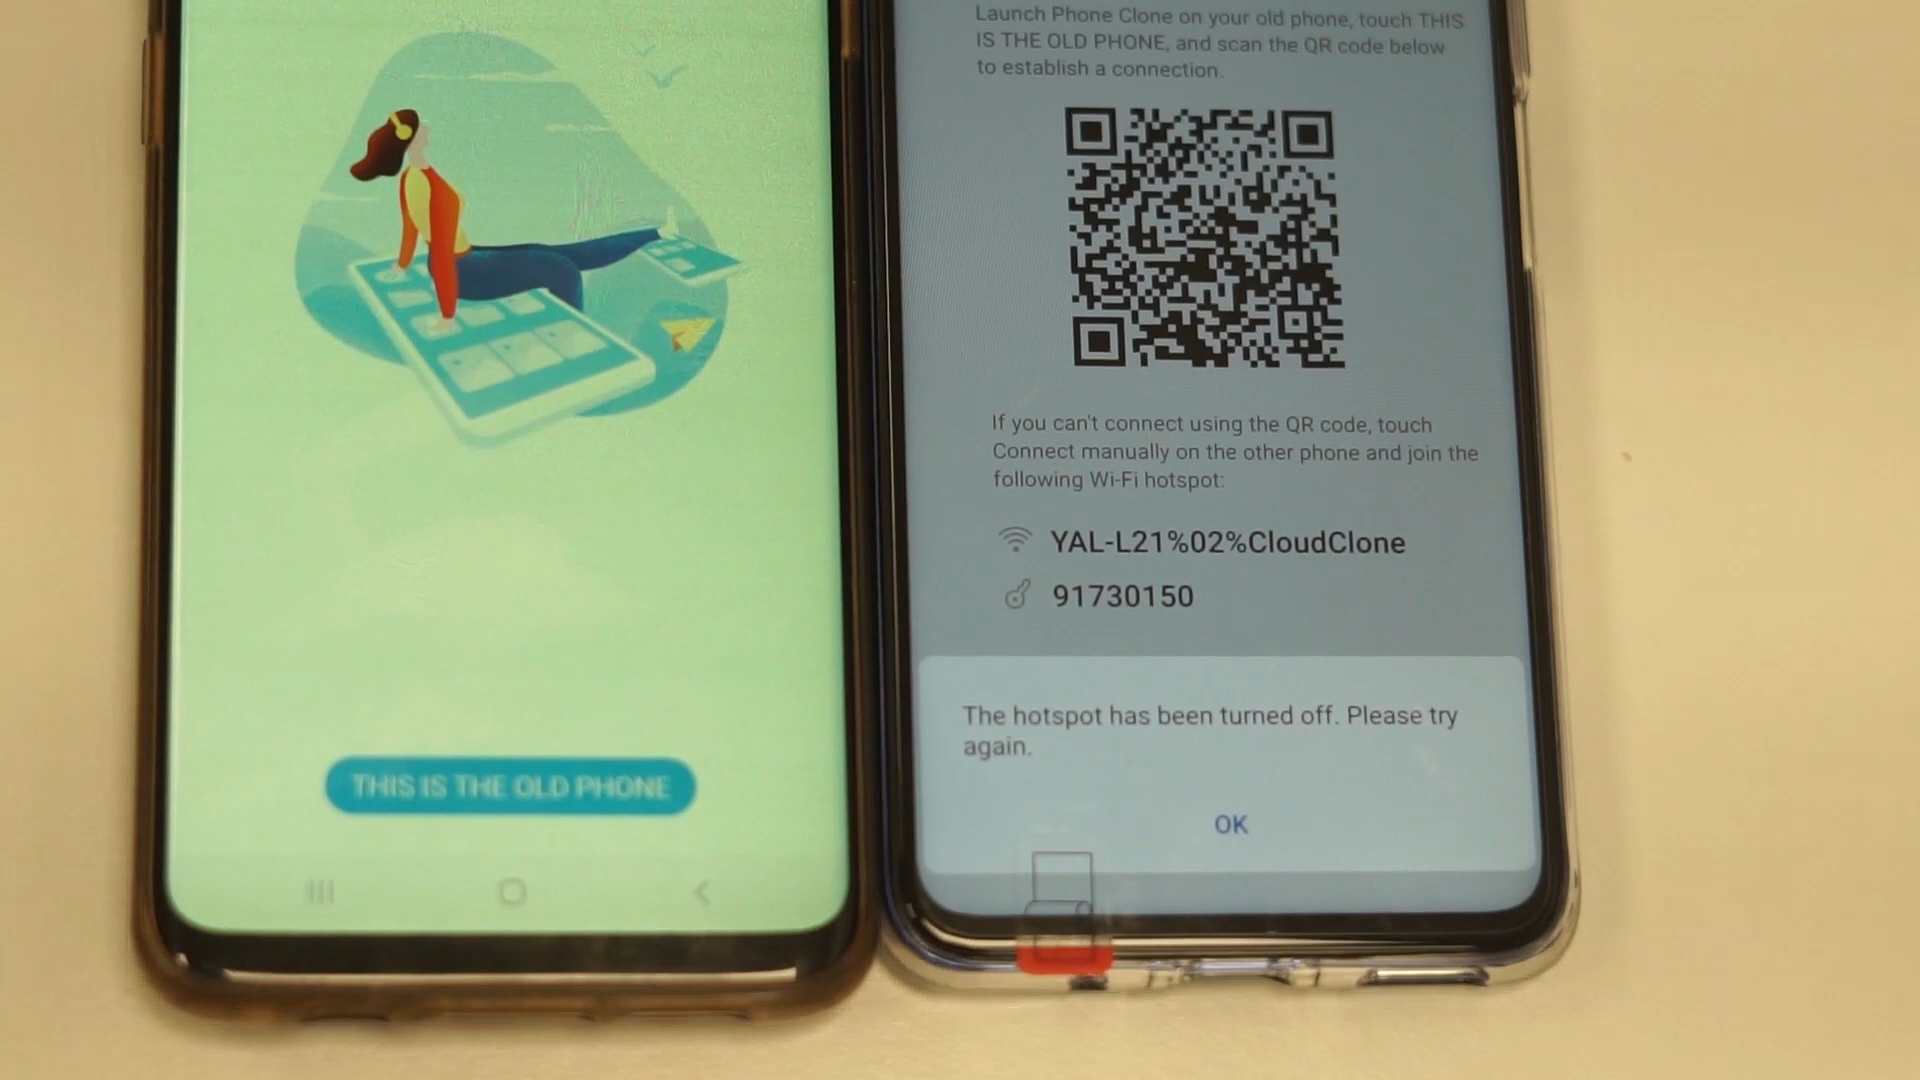 THIS IS THE OLD PHONE
Launch Phone Clone on your old phone, touch THIS
IS THE OLD PHONE, and scan the QR code below
to establish a connection.
If you can't connect using the QR code, touch
Connect manually on the other phone and join the
following Wi-Fi hotspot:
YAL-L21%02%CloudClone
91730150
The hotspot has been turned off. Please try
again.
OK